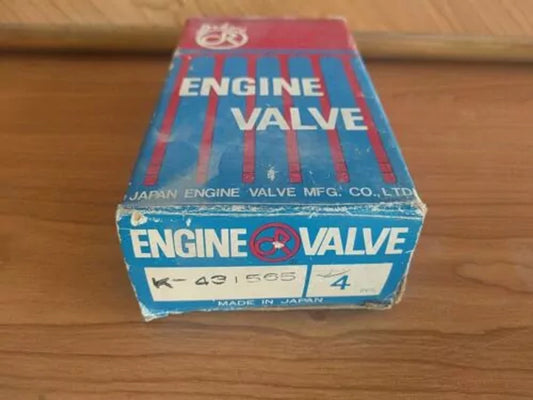 ENGINE
VALVE
JAPAN ENGINE VALVE MFG. CO., LTD
ENGINE VALVE
K-431565 4
MADE IN JAPAN